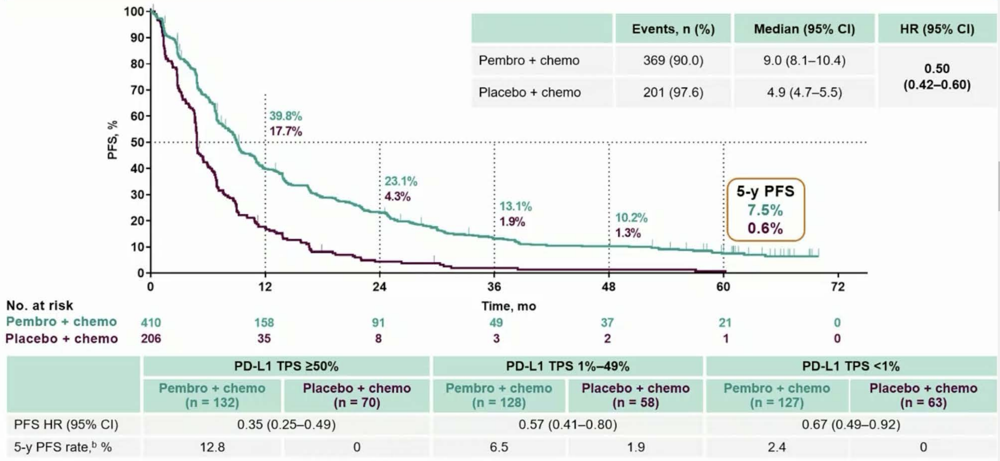 Events, n (%) Median (95% CI) HR (95% CI)
Pembro + chemo 369 (90.0) 9.0 (8.1–10.4)
Placebo + chemo 201 (97.6) 4.9 (4.7–5.5)
0.50
(0.42–0.60)
PFS, %
100
90
80
70
60
50
40
30
20
10
0
39.8%
17.7%
23.1%
4.3%
13.1%
1.9%
10.2%
1.3%
5-y PFS
7.5%
0.6%
0 12 24 36 48 60 72
Time, mo
No. at risk
Pembro + chemo 410 158 91 49 37 21 0
Placebo + chemo 206 35 8 3 2 1 0
PD-L1 TPS ≥50% PD-L1 TPS 1%–49% PD-L1 TPS <1%
Pembro + chemo Placebo + chemo Pembro + chemo Placebo + chemo Pembro + chemo Placebo + chemo
(n = 132) (n = 70) (n = 128) (n = 58) (n = 127) (n = 63)
PFS HR (95% CI) 0.35 (0.25–0.49) 0.57 (0.41–0.80) 0.67 (0.49–0.92)
5-y PFS rate,ᵇ % 12.8 0 6.5 1.9 2.4 0